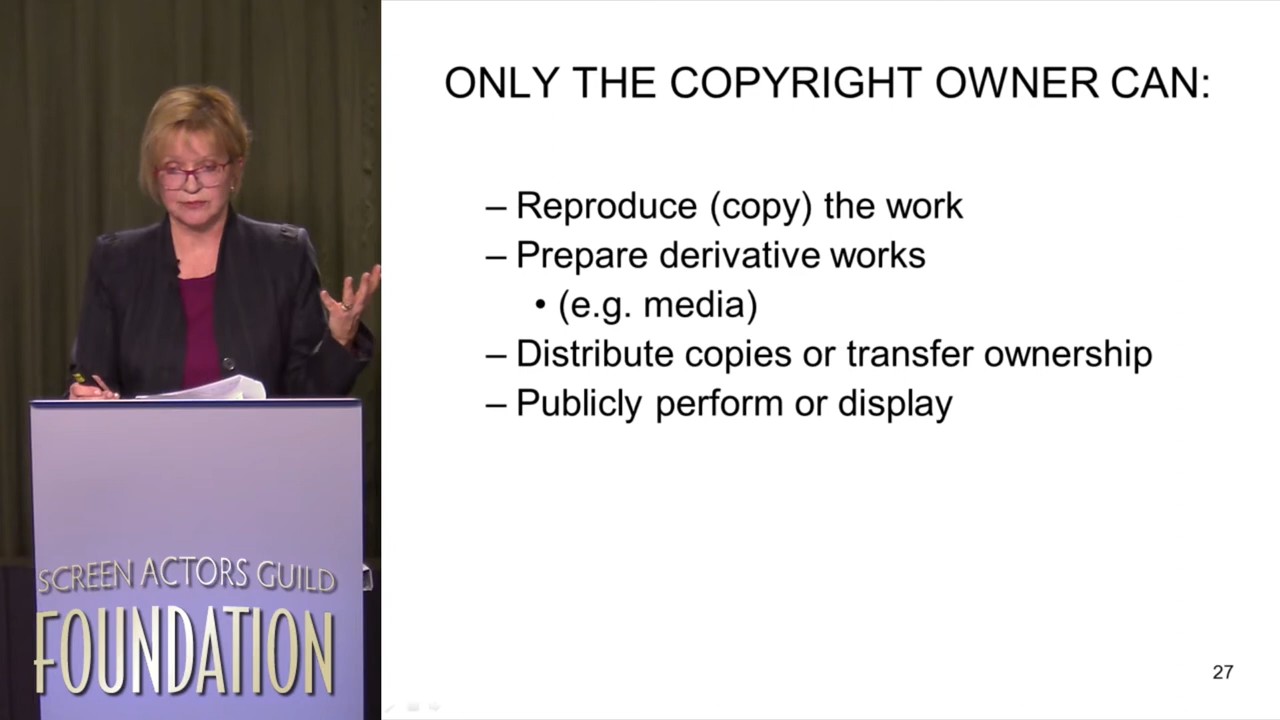 ONLY THE COPYRIGHT OWNER CAN:
– Reproduce (copy) the work
– Prepare derivative works
• (e.g. media)
– Distribute copies or transfer ownership
– Publicly perform or display
27
SCREEN ACTORS GUILD
FOUNDATION